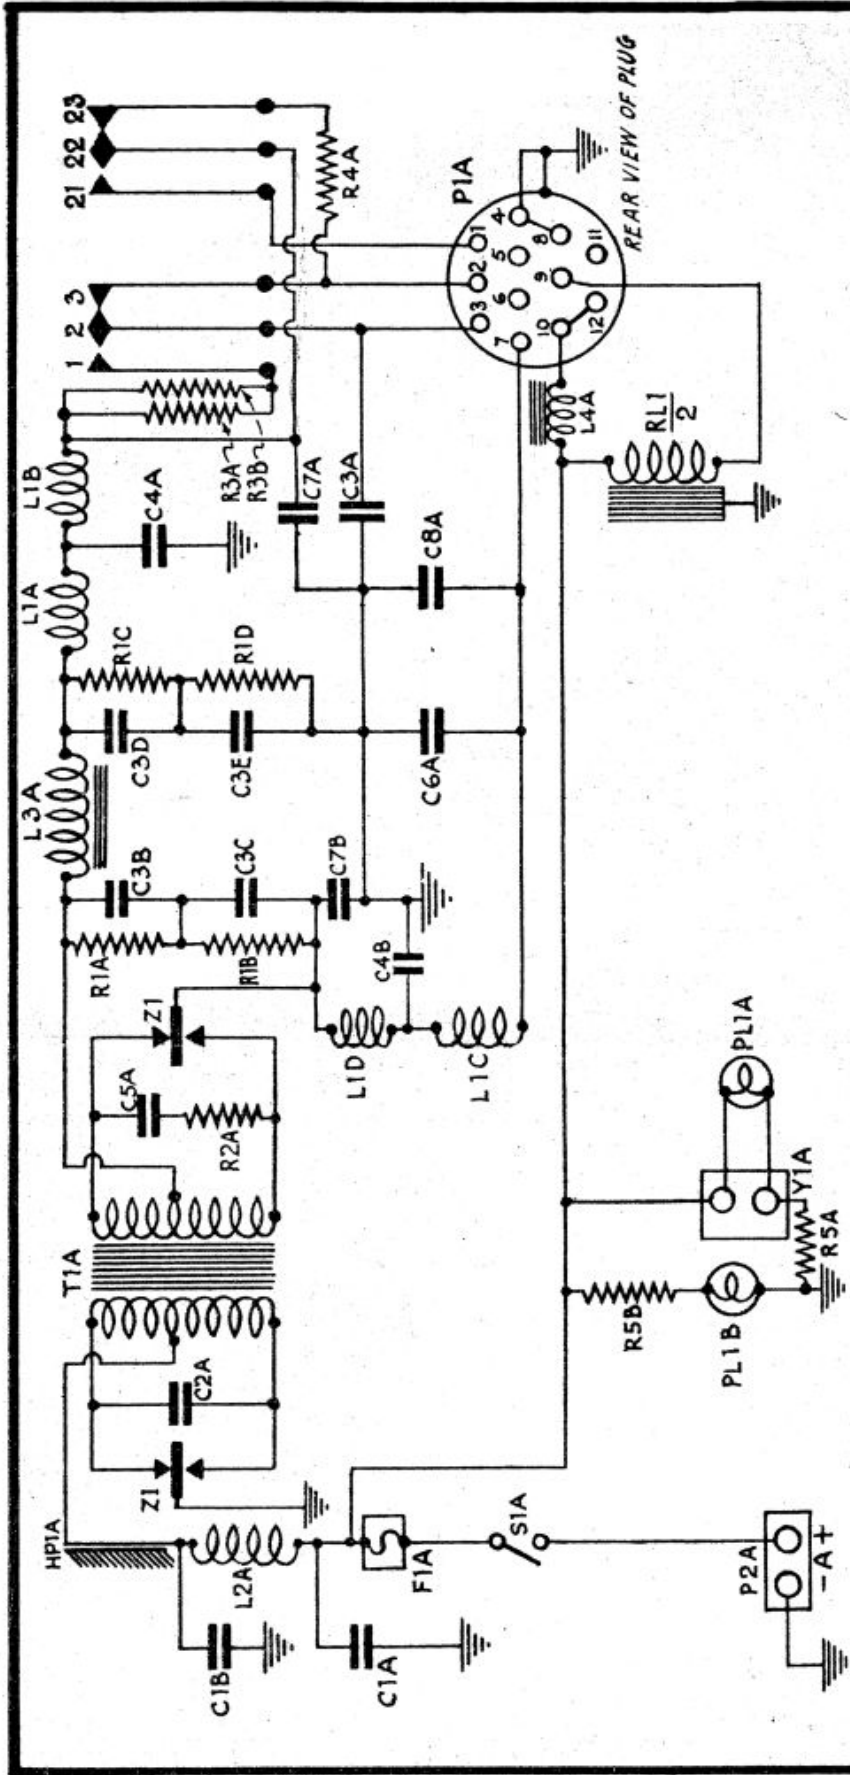 HP1A
C1B
L2A
C1A
F1A
S1A
P2A
-A+
Z1
C2A
T1A
C5A
R2A
Z1
R1A
R1B
C3B
C3C
C7B
C4B
L1D
L1C
L3A
C3D
C3E
R1C
R1D
C6A
L1A
C4A
L1B
R3A
R3B
C7A
C3A
C8A
1 2 3
21 22 23
R4A
P1A
1
2
3
4
5
6
7
8
9
10
11
12
REAR VIEW OF PLUG
L4A
RL1
2
R5B
PL1B
R5A
Y1A
PL1A